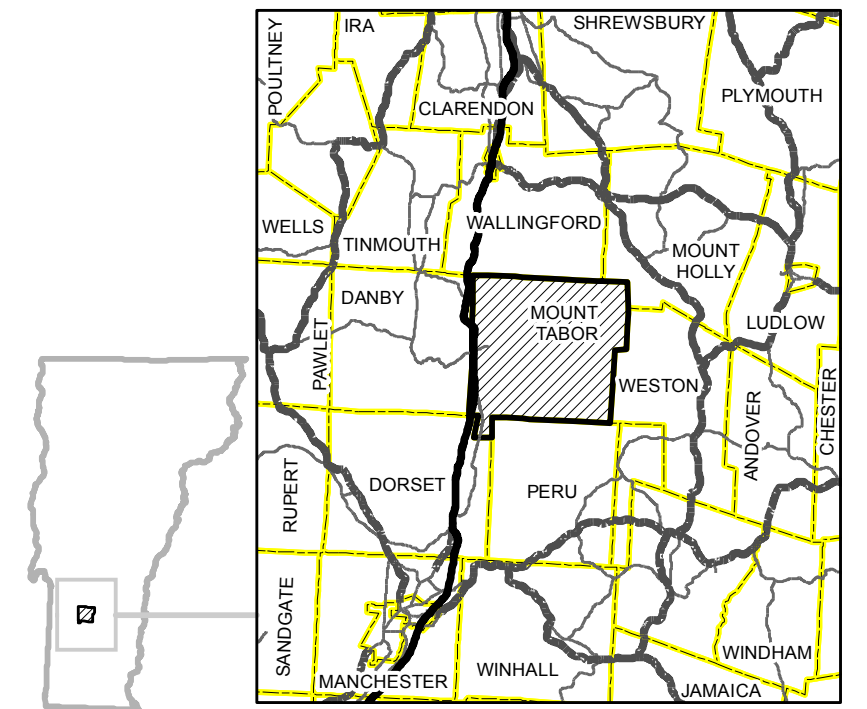 POULTNEY
IRA
SHREWSBURY
CLARENDON
PLYMOUTH
WELLS
TINMOUTH
WALLINGFORD
MOUNT
HOLLY
DANBY
PAWLET
MOUNT
TABOR
LUDLOW
WESTON
ANDOVER
CHESTER
RUPERT
DORSET
PERU
SANDGATE
MANCHESTER
WINHALL
WINDHAM
JAMAICA